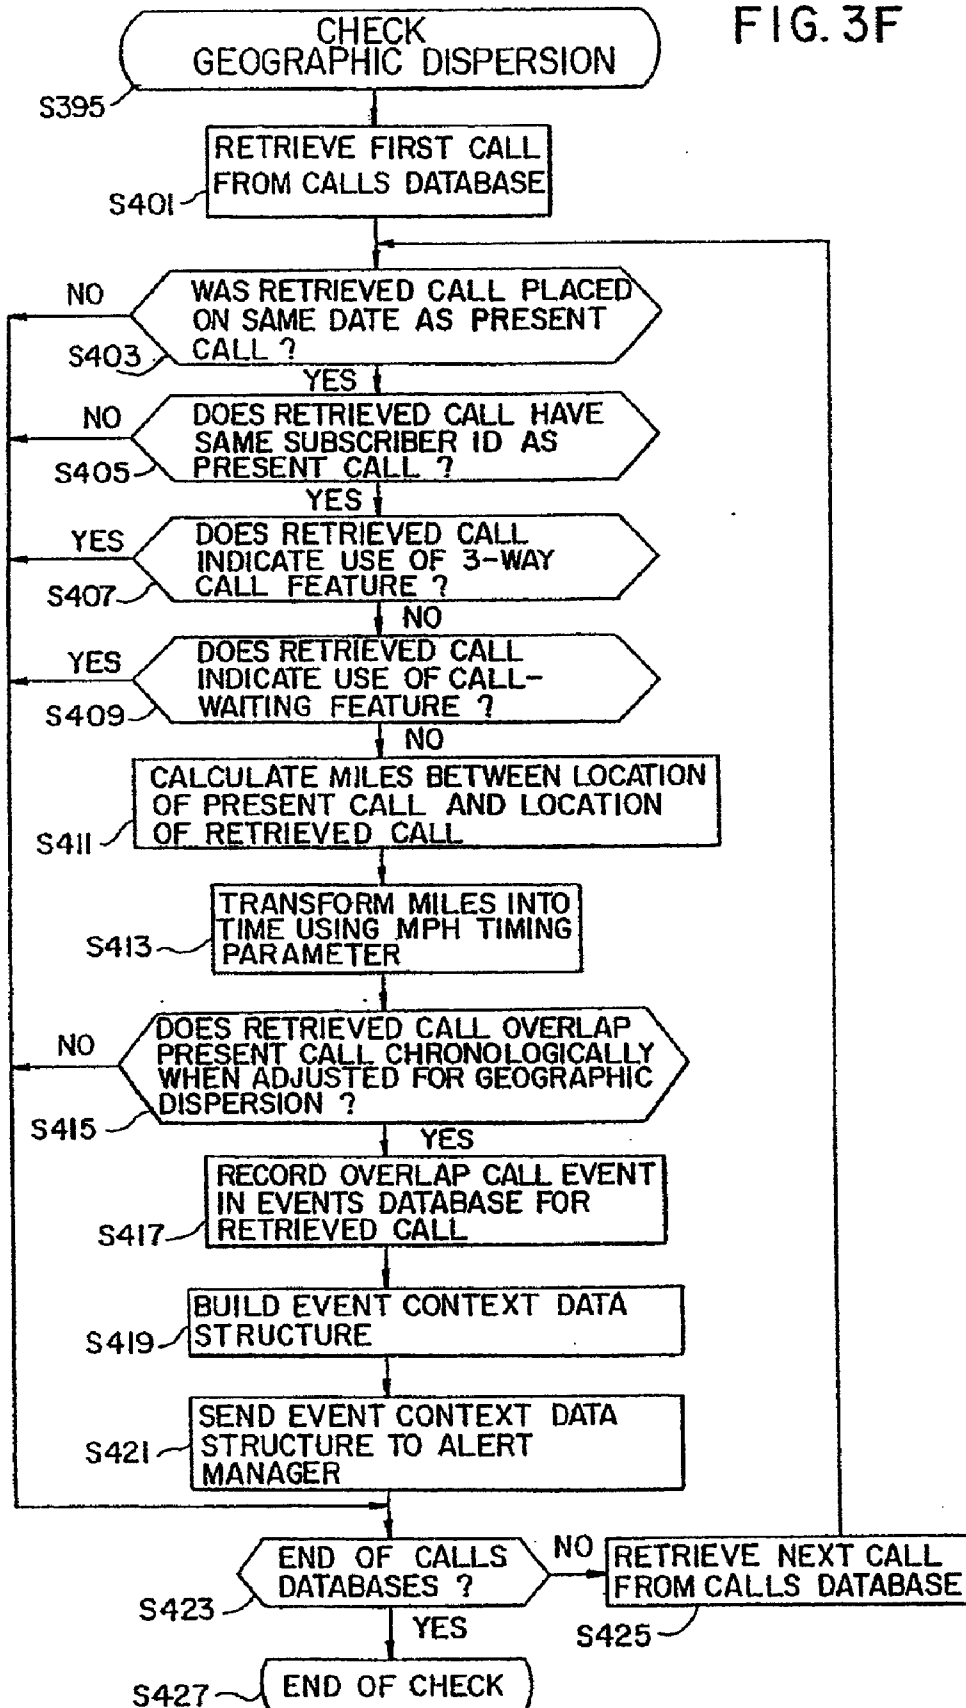 FIG. 3F
CHECK
GEOGRAPHIC DISPERSION
S395
RETRIEVE FIRST CALL
FROM CALLS DATABASE
S401
NO
WAS RETRIEVED CALL PLACED
ON SAME DATE AS PRESENT
CALL ?
S403
YES
NO
DOES RETRIEVED CALL HAVE
SAME SUBSCRIBER ID AS
PRESENT CALL ?
S405
YES
YES
DOES RETRIEVED CALL
INDICATE USE OF 3-WAY
CALL FEATURE ?
S407
NO
YES
DOES RETRIEVED CALL
INDICATE USE OF CALL-
WAITING FEATURE ?
S409
NO
CALCULATE MILES BETWEEN LOCATION
OF PRESENT CALL AND LOCATION
OF RETRIEVED CALL
S411
TRANSFORM MILES INTO
TIME USING MPH TIMING
PARAMETER
S413
NO
DOES RETRIEVED CALL OVERLAP
PRESENT CALL CHRONOLOGICALLY
WHEN ADJUSTED FOR GEOGRAPHIC
DISPERSION ?
S415
YES
RECORD OVERLAP CALL EVENT
IN EVENTS DATABASE FOR
RETRIEVED CALL
S417
BUILD EVENT CONTEXT DATA
STRUCTURE
S419
SEND EVENT CONTEXT DATA
STRUCTURE TO ALERT
MANAGER
S421
END OF CALLS
DATABASES ?
S423
NO
RETRIEVE NEXT CALL
FROM CALLS DATABASE
S425
YES
END OF CHECK
S427